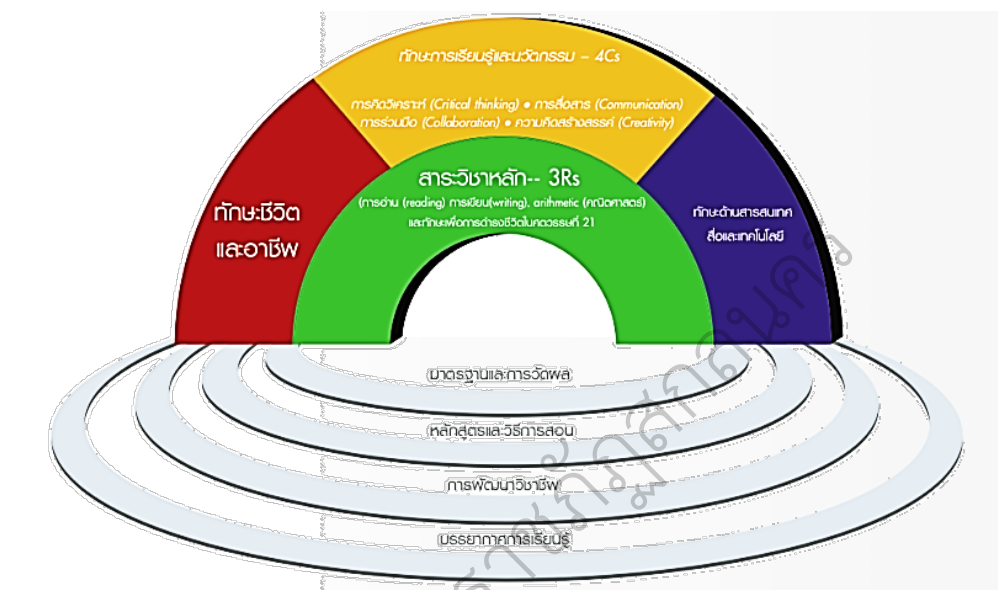 ทักษะการเรียนรู้และนวัตกรรม – 4Cs
การคิดวิเคราะห์ (Critical thinking) ● การสื่อสาร (Communication)
การร่วมมือ (Collaboration) ● ความคิดสร้างสรรค์ (Creativity)
สาระวิชาหลัก-- 3Rs
(การอ่าน (reading) การเขียน(writing), arithmetic (คณิตศาสตร์)
และทักษะเพื่อการดำรงชีวิตในศตวรรษที่ 21
ทักษะชีวิต
และอาชีพ
ทักษะด้านสารสนเทศ
สื่อและเทคโนโลยี
มาตรฐานและการวัดผล
หลักสูตรและวิธีการสอน
การพัฒนาวิชาชีพ
บรรยากาศการเรียนรู้